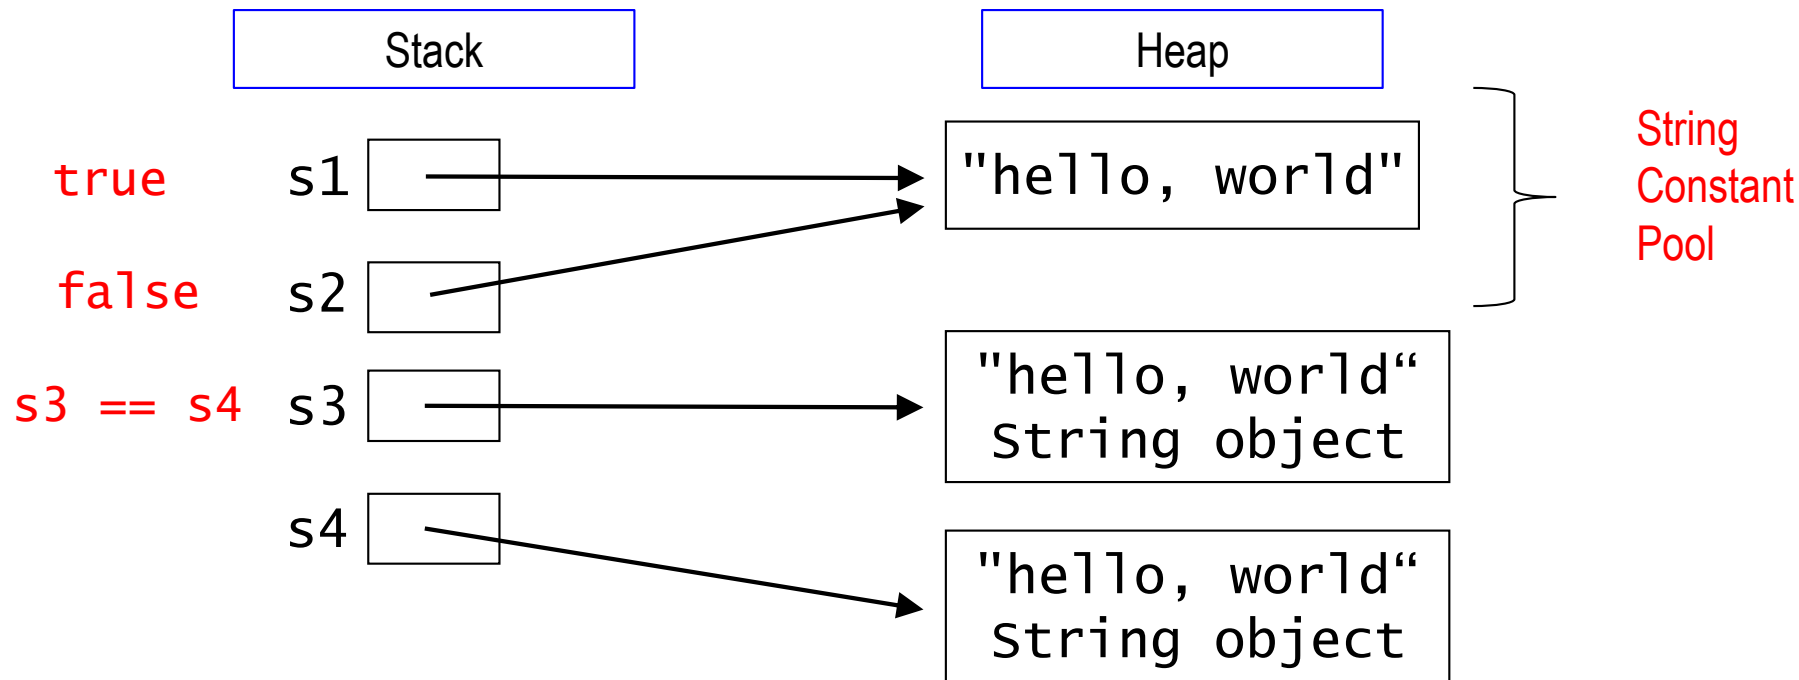 Stack
Heap
true
s1
"hello, world"
String
Constant
Pool
false
s2
s3 == s4
s3
"hello, world“
String object
s4
"hello, world“
String object